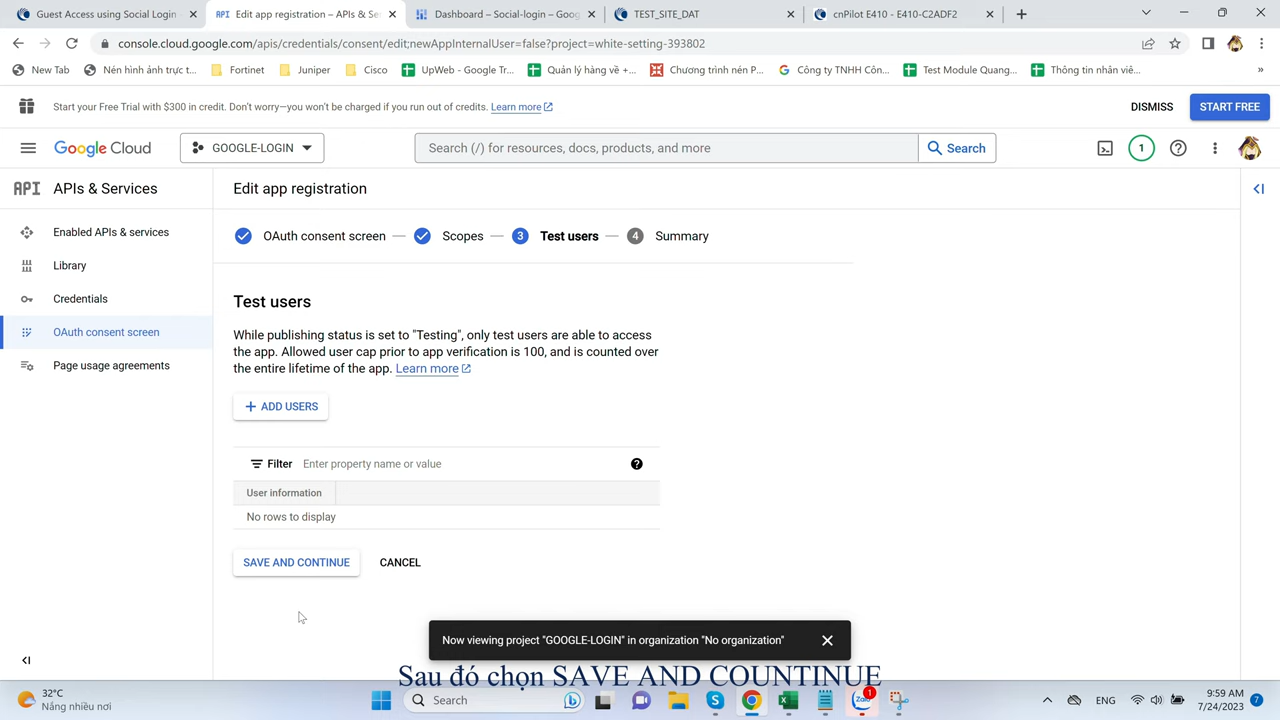 Guest Access using Social Login
Edit app registration – APIs & Se
Dashboard – Social-login – Goog
TEST_SITE_DAT
cnPilot E410 - E410-C2ADF2
console.cloud.google.com/apis/credentials/consent/edit;newAppInternalUser=false?project=white-setting-393802
New Tab
Nén hình ảnh trực t...
Fortinet
Juniper
Cisco
UpWeb - Google Tr...
Quản lý hàng về +...
Chương trình nén P...
Công ty TNHH Côn...
Test Module Quang...
Thông tin nhân viê...
»
Start your Free Trial with $300 in credit. Don't worry—you won't be charged if you run out of credits. Learn more
DISMISS
START FREE
Google Cloud
GOOGLE-LOGIN
Search (/) for resources, docs, products, and more
Search
1
API APIs & Services
Edit app registration
Enabled APIs & services
Library
Credentials
OAuth consent screen
Page usage agreements
OAuth consent screen — Scopes — 3 Test users — 4 Summary
Test users
While publishing status is set to "Testing", only test users are able to access
the app. Allowed user cap prior to app verification is 100, and is counted over
the entire lifetime of the app. Learn more
+ ADD USERS
Filter Enter property name or value
User information
No rows to display
SAVE AND CONTINUE
CANCEL
Now viewing project "GOOGLE-LOGIN" in organization "No organization"
Sau đó chọn SAVE AND COUNTINUE
32°C
Nắng nhiều nơi
Search
Zalo
1
ENG
9:59 AM
7/24/2023
7